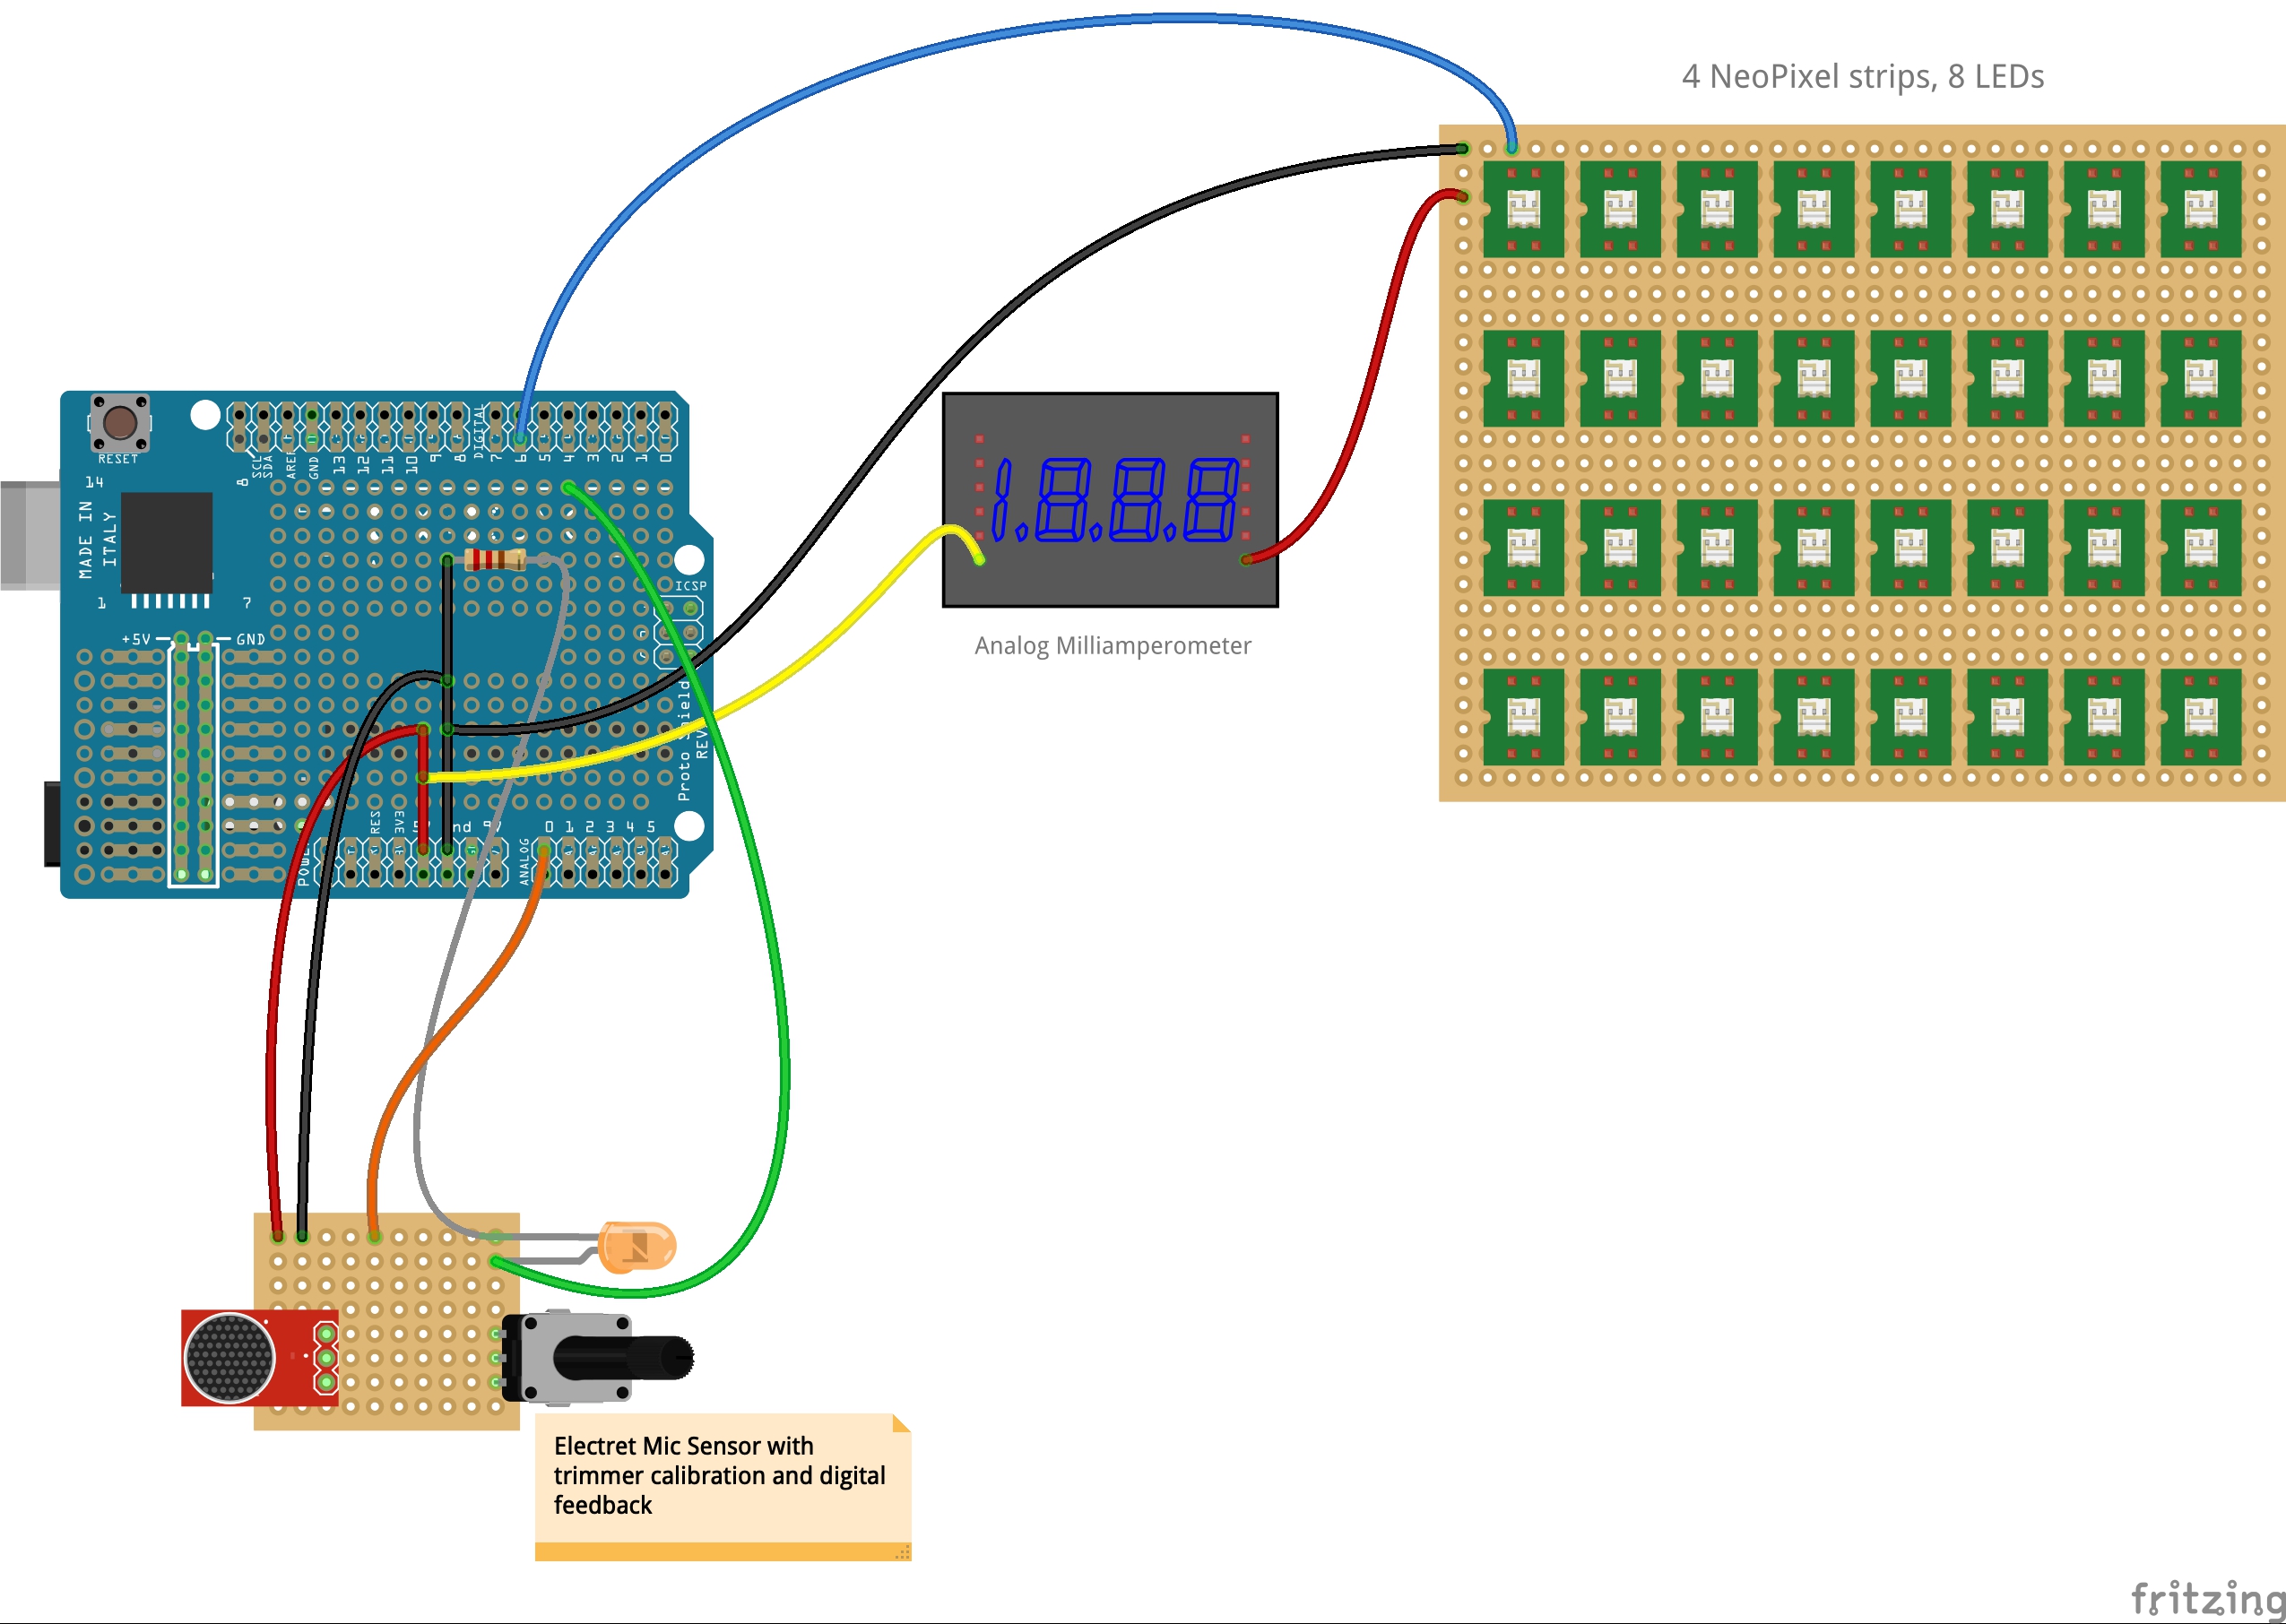 4 NeoPixel strips, 8 LEDs
RESET
SCL
SDA
AREF
GND
13
12
11
10
9
8
DIGITAL
7
6
5
4
3
2
1
0
14
8
MADE IN
ITALY
1
7
ICSP
+5V
GND
1.8.8.8
Analog Milliamperometer
Proto Shield
REV
RES
3V3
0 1 2 3 4 5
ANALOG
Electret Mic Sensor with
trimmer calibration and digital
feedback
fritzing